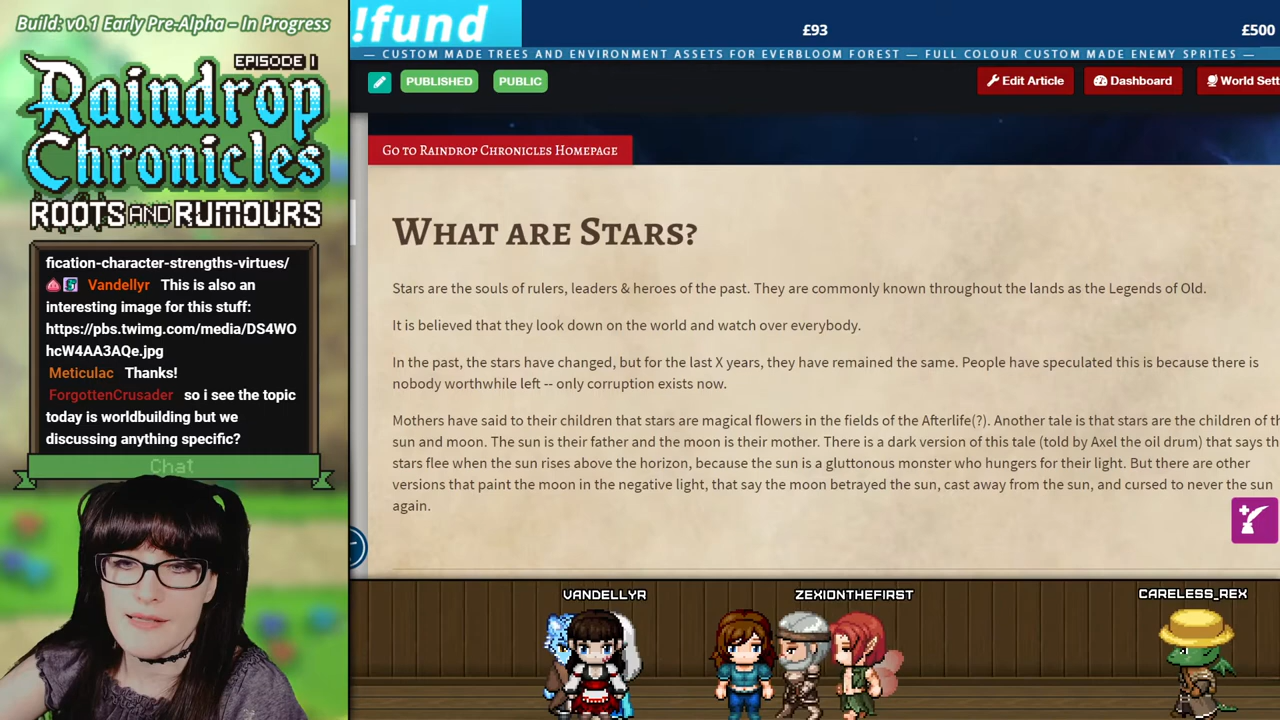 Build: v0.1 Early Pre-Alpha – In Progress
EPISODE I
Raindrop
Chronicles
ROOTS AND RUMOURS
fication-character-strengths-virtues/
Vandellyr This is also an
interesting image for this stuff:
https://pbs.twimg.com/media/DS4WO
hcW4AA3AQe.jpg
Meticulac Thanks!
ForgottenCrusader so i see the topic
today is worldbuilding but we
discussing anything specific?
Chat
!fund
£93
£500
— CUSTOM MADE TREES AND ENVIRONMENT ASSETS FOR EVERBLOOM FOREST — FULL COLOUR CUSTOM MADE ENEMY SPRITES —
PUBLISHED
PUBLIC
Edit Article
Dashboard
World Sett
Go to Raindrop Chronicles Homepage
What are Stars?
Stars are the souls of rulers, leaders & heroes of the past. They are commonly known throughout the lands as the Legends of Old.
It is believed that they look down on the world and watch over everybody.
In the past, the stars have changed, but for the last X years, they have remained the same. People have speculated this is because there is
nobody worthwhile left -- only corruption exists now.
Mothers have said to their children that stars are magical flowers in the fields of the Afterlife(?). Another tale is that stars are the children of th
sun and moon. The sun is their father and the moon is their mother. There is a dark version of this tale (told by Axel the oil drum) that says th
stars flee when the sun rises above the horizon, because the sun is a gluttonous monster who hungers for their light. But there are other
versions that paint the moon in the negative light, that say the moon betrayed the sun, cast away from the sun, and cursed to never the sun
again.
VANDELLYR
ZEXIONTHEFIRST
CARELESS_REX